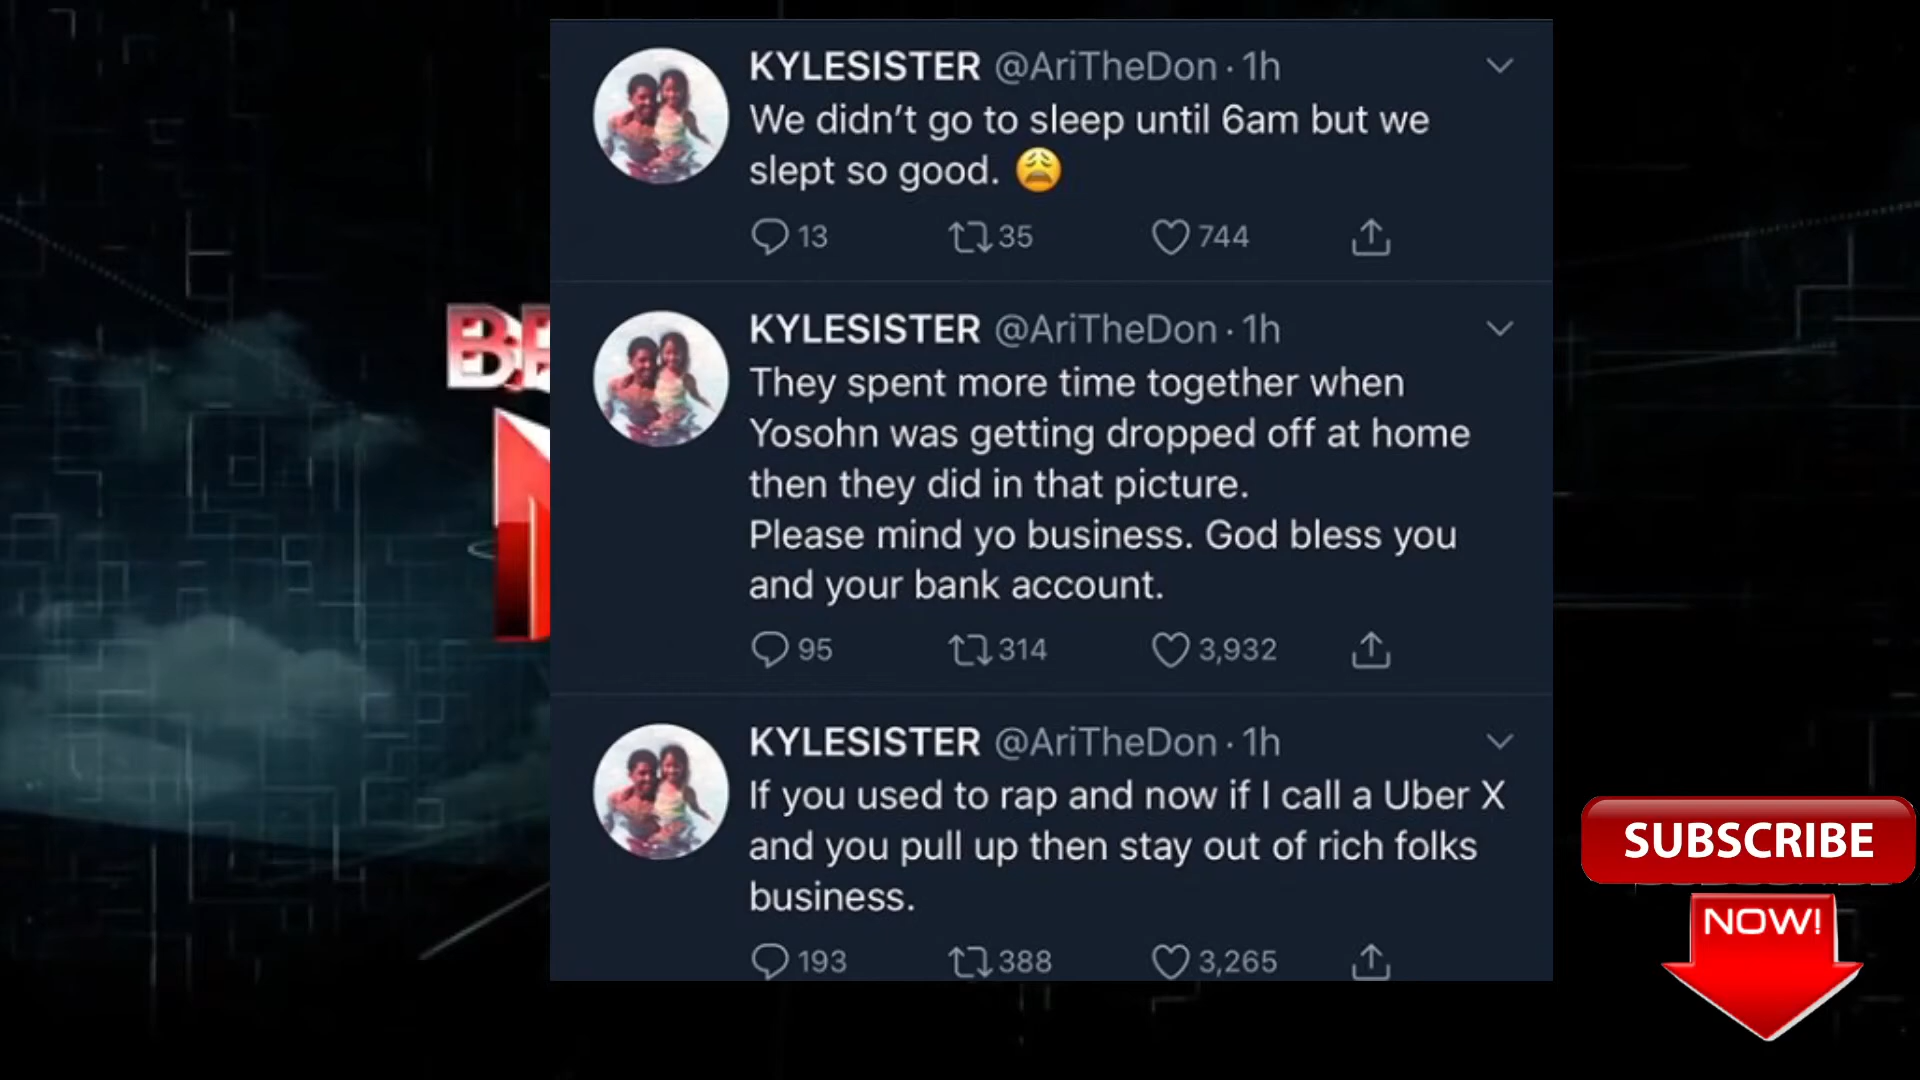 KYLESISTER @AriTheDon · 1h
We didn't go to sleep until 6am but we
slept so good. 😩
13 35 744
KYLESISTER @AriTheDon · 1h
They spent more time together when
Yosohn was getting dropped off at home
then they did in that picture.
Please mind yo business. God bless you
and your bank account.
95 314 3,932
KYLESISTER @AriTheDon · 1h
If you used to rap and now if I call a Uber X
and you pull up then stay out of rich folks
business.
193 388 3,265
SUBSCRIBE
NOW!